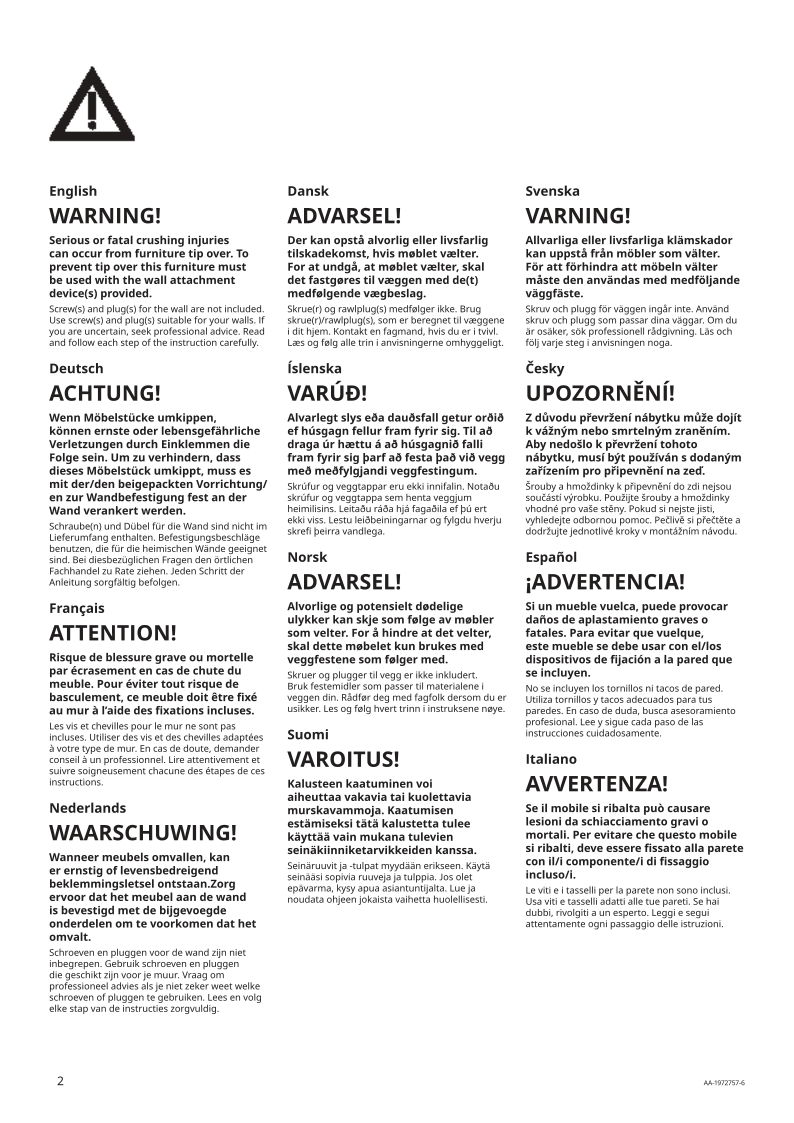 English
WARNING!
Serious or fatal crushing injuries
can occur from furniture tip over. To
prevent tip over this furniture must
be used with the wall attachment
device(s) provided.
Screw(s) and plug(s) for the wall are not included.
Use screw(s) and plug(s) suitable for your walls. If
you are uncertain, seek professional advice. Read
and follow each step of the instruction carefully.
Deutsch
ACHTUNG!
Wenn Möbelstücke umkippen,
können ernste oder lebensgefährliche
Verletzungen durch Einklemmen die
Folge sein. Um zu verhindern, dass
dieses Möbelstück umkippt, muss es
mit der/den beigepackten Vorrichtung/
en zur Wandbefestigung fest an der
Wand verankert werden.
Schraube(n) und Dübel für die Wand sind nicht im
Lieferumfang enthalten. Befestigungsbeschläge
benutzen, die für die heimischen Wände geeignet
sind. Bei diesbezüglichen Fragen den örtlichen
Fachhandel zu Rate ziehen. Jeden Schritt der
Anleitung sorgfältig befolgen.
Français
ATTENTION!
Risque de blessure grave ou mortelle
par écrasement en cas de chute du
meuble. Pour éviter tout risque de
basculement, ce meuble doit être fixé
au mur à l’aide des fixations incluses.
Les vis et chevilles pour le mur ne sont pas
incluses. Utiliser des vis et des chevilles adaptées
à votre type de mur. En cas de doute, demander
conseil à un professionnel. Lire attentivement et
suivre soigneusement chacune des étapes de ces
instructions.
Nederlands
WAARSCHUWING!
Wanneer meubels omvallen, kan
er ernstig of levensbedreigend
beklemmingsletsel ontstaan.Zorg
ervoor dat het meubel aan de wand
is bevestigd met de bijgevoegde
onderdelen om te voorkomen dat het
omvalt.
Schroeven en pluggen voor de wand zijn niet
inbegrepen. Gebruik schroeven en pluggen
die geschikt zijn voor je muur. Vraag om
professioneel advies als je niet zeker weet welke
schroeven of pluggen te gebruiken. Lees en volg
elke stap van de instructies zorgvuldig.
Dansk
ADVARSEL!
Der kan opstå alvorlig eller livsfarlig
tilskadekomst, hvis møblet vælter.
For at undgå, at møblet vælter, skal
det fastgøres til væggen med de(t)
medfølgende vægbeslag.
Skrue(r) og rawlplug(s) medfølger ikke. Brug
skrue(r)/rawlplug(s), som er beregnet til væggene
i dit hjem. Kontakt en fagmand, hvis du er i tvivl.
Læs og følg alle trin i anvisningerne omhyggeligt.
Íslenska
VARÚÐ!
Alvarlegt slys eða dauðsfall getur orðið
ef húsgagn fellur fram fyrir sig. Til að
draga úr hættu á að húsgagnið falli
fram fyrir sig þarf að festa það við vegg
með meðfylgjandi veggfestingum.
Skrúfur og veggtappar eru ekki innifalin. Notaðu
skrúfur og veggtappa sem henta veggjum
heimilisins. Leitaðu ráða hjá fagaðila ef þú ert
ekki viss. Lestu leiðbeiningarnar og fylgdu hverju
skrefi þeirra vandlega.
Norsk
ADVARSEL!
Alvorlige og potensielt dødelige
ulykker kan skje som følge av møbler
som velter. For å hindre at det velter,
skal dette møbelet kun brukes med
veggfestene som følger med.
Skruer og plugger til vegg er ikke inkludert.
Bruk festemidler som passer til materialene i
veggen din. Rådfør deg med fagfolk dersom du er
usikker. Les og følg hvert trinn i instruksene nøye.
Suomi
VAROITUS!
Kalusteen kaatuminen voi
aiheuttaa vakavia tai kuolettavia
murskavammoja. Kaatumisen
estämiseksi tätä kalustetta tulee
käyttää vain mukana tulevien
seinäkiinniketarvikkeiden kanssa.
Seinäruuvit ja -tulpat myydään erikseen. Käytä
seinääsi sopivia ruuveja ja tulppia. Jos olet
epävarma, kysy apua asiantuntijalta. Lue ja
noudata ohjeen jokaista vaihetta huolellisesti.
Svenska
VARNING!
Allvarliga eller livsfarliga klämskador
kan uppstå från möbler som välter.
För att förhindra att möbeln välter
måste den användas med medföljande
väggfäste.
Skruv och plugg för väggen ingår inte. Använd
skruv och plugg som passar dina väggar. Om du
är osäker, sök professionell rådgivning. Läs och
följ varje steg i anvisningen noga.
Česky
UPOZORNĚNÍ!
Z důvodu převržení nábytku může dojít
k vážným nebo smrtelným zraněním.
Aby nedošlo k převržení tohoto
nábytku, musí být používán s dodaným
zařízením pro připevnění na zeď.
Šrouby a hmoždinky k připevnění do zdi nejsou
součástí výrobku. Použijte šrouby a hmoždinky
vhodné pro vaše stěny. Pokud si nejste jisti,
vyhledejte odbornou pomoc. Pečlivě si přečtěte a
dodržujte jednotlivé kroky v montážním návodu.
Español
¡ADVERTENCIA!
Si un mueble vuelca, puede provocar
daños de aplastamiento graves o
fatales. Para evitar que vuelque,
este mueble se debe usar con el/los
dispositivos de fijación a la pared que
se incluyen.
No se incluyen los tornillos ni tacos de pared.
Utiliza tornillos y tacos adecuados para tus
paredes. En caso de duda, busca asesoramiento
profesional. Lee y sigue cada paso de las
instrucciones cuidadosamente.
Italiano
AVVERTENZA!
Se il mobile si ribalta può causare
lesioni da schiacciamento gravi o
mortali. Per evitare che questo mobile
si ribalti, deve essere fissato alla parete
con il/i componente/i di fissaggio
incluso/i.
Le viti e i tasselli per la parete non sono inclusi.
Usa viti e tasselli adatti alle tue pareti. Se hai
dubbi, rivolgiti a un esperto. Leggi e segui
attentamente ogni passaggio delle istruzioni.
2
AA-1972757-6